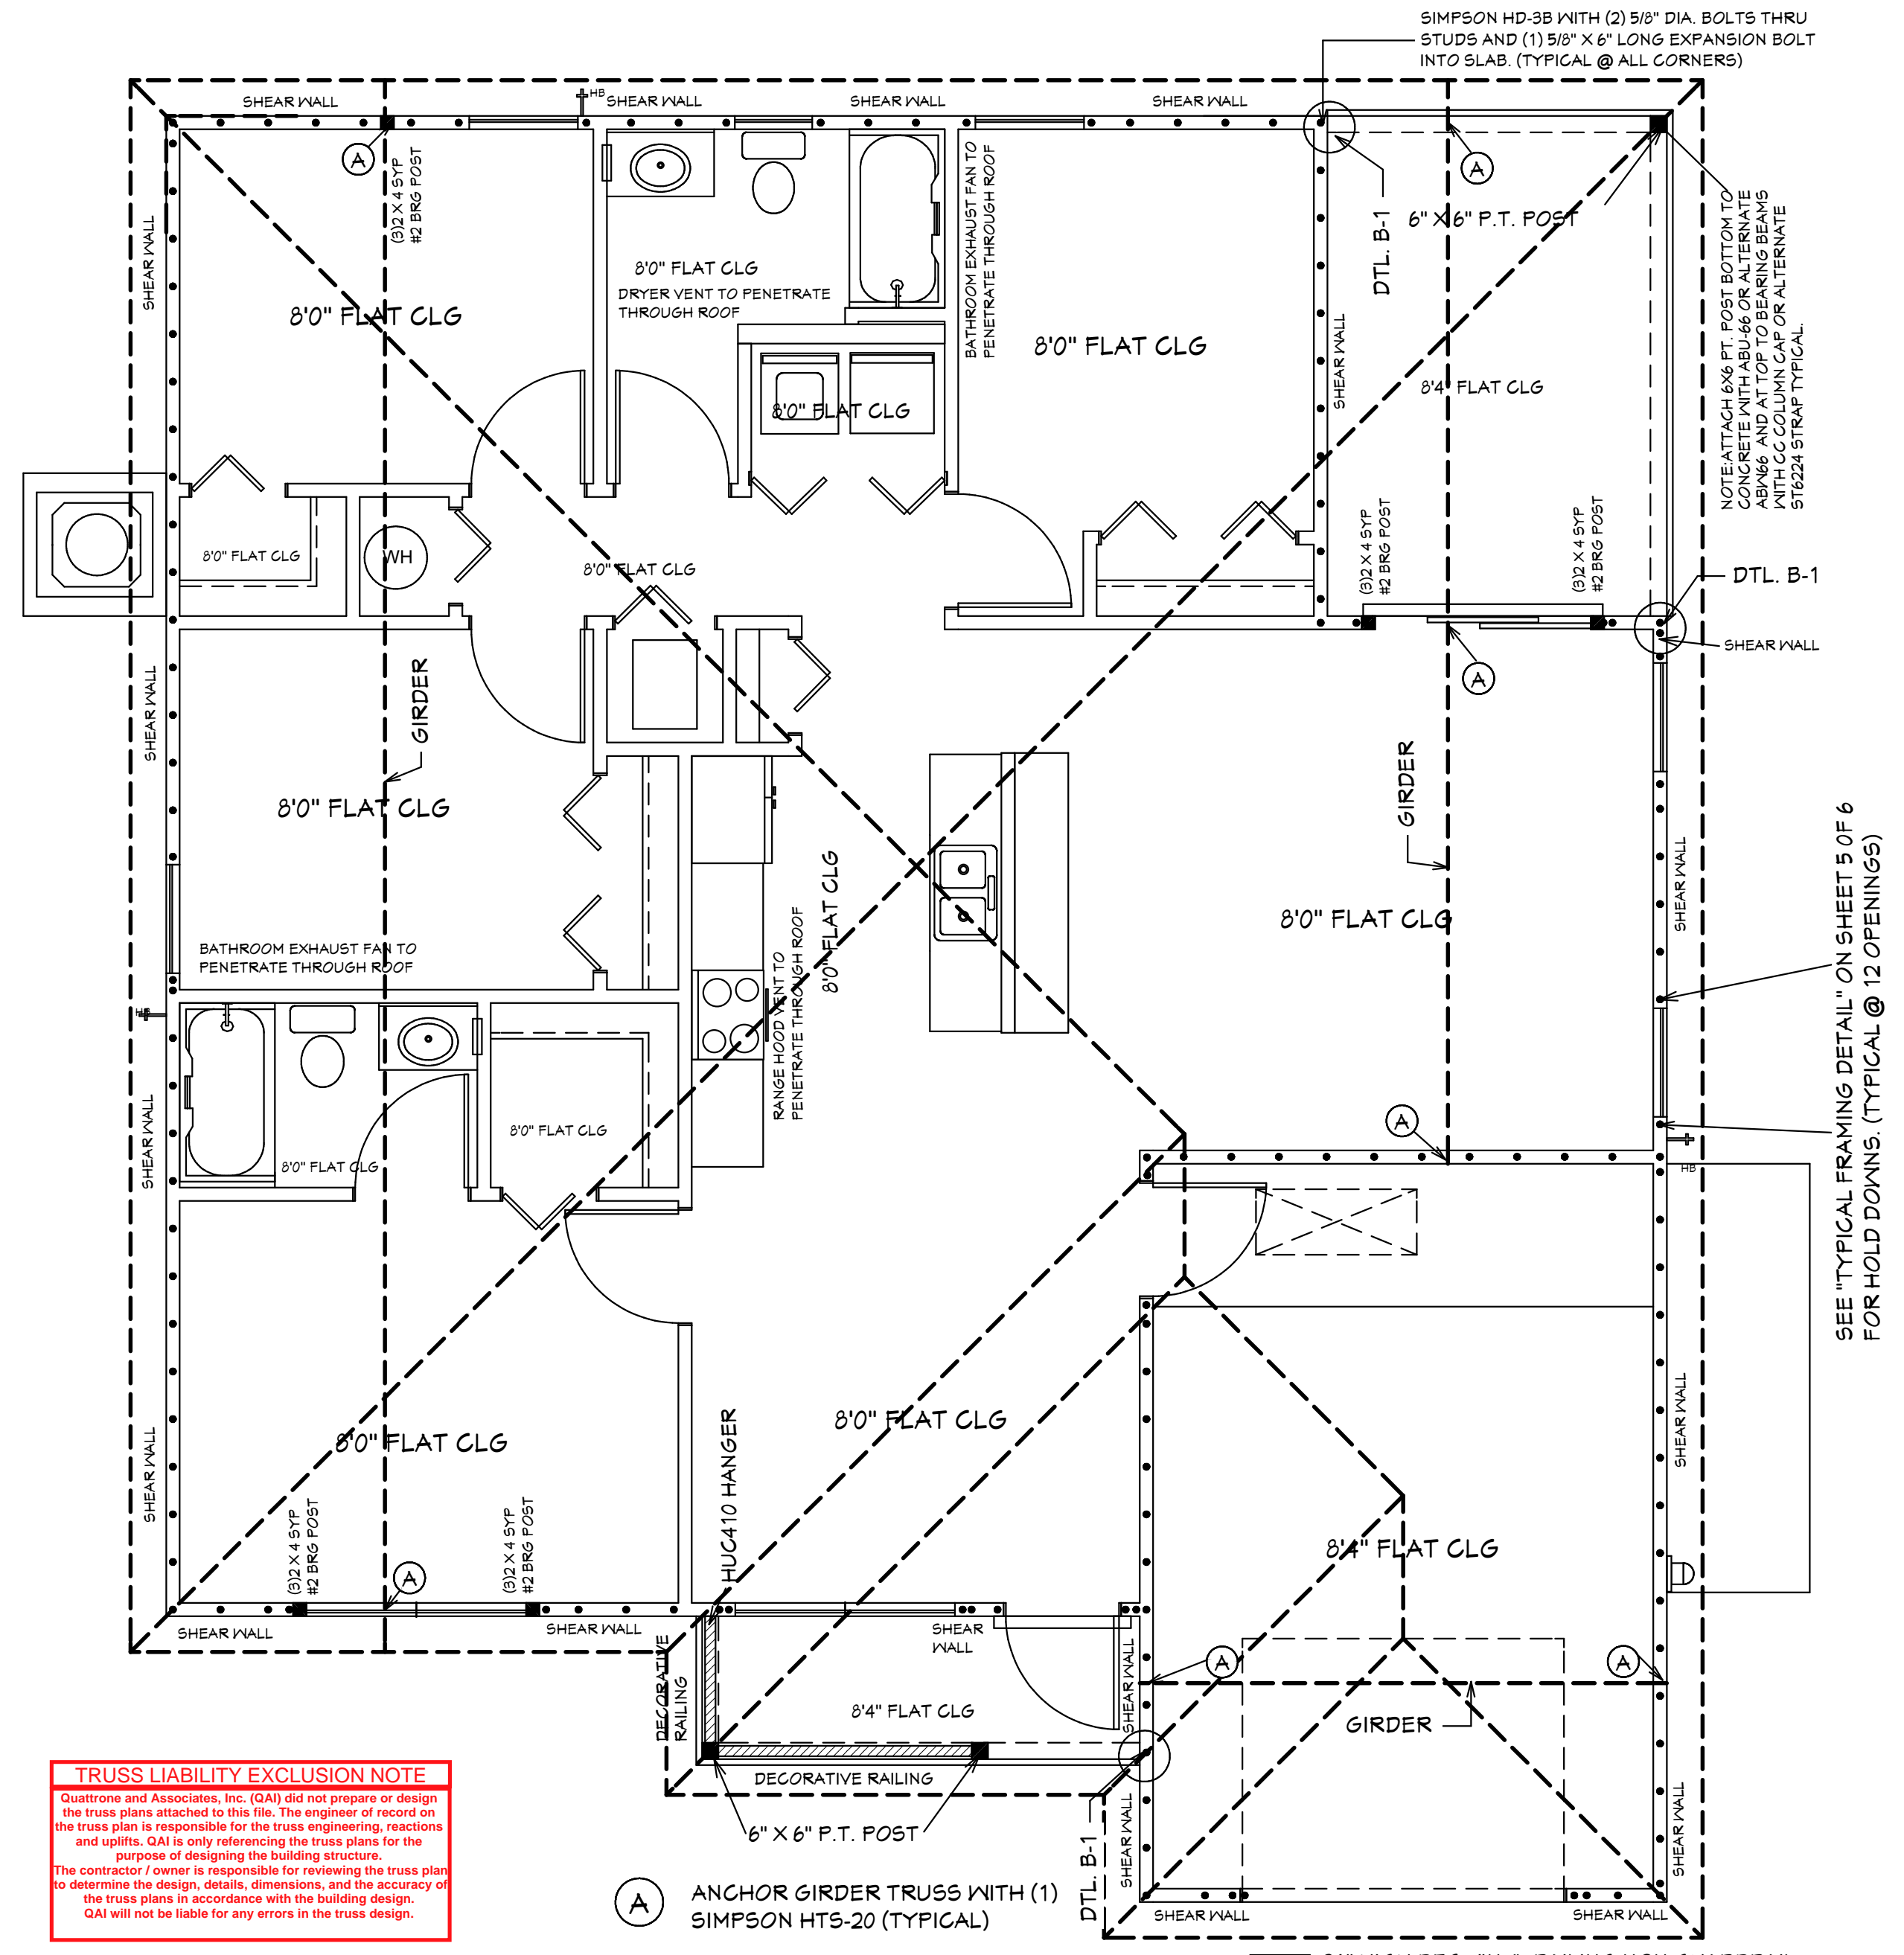 SIMPSON HD-3B WITH (2) 5/8" DIA. BOLTS THRU
STUDS AND (1) 5/8" X 6" LONG EXPANSION BOLT
INTO SLAB. (TYPICAL @ ALL CORNERS)
SHEAR WALL
HB
SHEAR WALL
SHEAR WALL
SHEAR WALL
A
(3)2 X 4 SYP
#2 BRG POST
SHEAR WALL
8'0" FLAT CLG
8'0" FLAT CLG
DRYER VENT TO PENETRATE
THROUGH ROOF
BATHROOM EXHAUST FAN TO
PENETRATE THROUGH ROOF
8'0" FLAT CLG
8'0" FLAT CLG
SHEAR WALL
DTL. B-1
A
6" X 6" P.T. POST
8'4" FLAT CLG
NOTE:ATTACH 6X6 PT. POST BOTTOM TO
CONCRETE WITH ABU-66 OR ALTERNATE
ABW66 AND AT TOP TO BEARING BEAMS
WITH CC COLUMN CAP OR ALTERNATE
ST6224 STRAP TYPICAL.
8'0" FLAT CLG
WH
8'0" FLAT CLG
(3)2 X 4 SYP
#2 BRG POST
(3)2 X 4 SYP
#2 BRG POST
DTL. B-1
SHEAR WALL
A
SHEAR WALL
GIRDER
8'0" FLAT CLG
GIRDER
8'0" FLAT CLG
8'0" FLAT CLG
SHEAR WALL
SEE "TYPICAL FRAMING DETAIL" ON SHEET 5 OF 6
FOR HOLD DOWNS. (TYPICAL @ 12 OPENINGS)
BATHROOM EXHAUST FAN TO
PENETRATE THROUGH ROOF
RANGE HOOD VENT TO
PENETRATE THROUGH ROOF
HB
SHEAR WALL
8'0" FLAT CLG
8'0" FLAT CLG
A
HB
SHEAR WALL
8'0" FLAT CLG
HUC410 HANGER
8'0" FLAT CLG
SHEAR WALL
8'4" FLAT CLG
(3)2 X 4 SYP
#2 BRG POST
A
(3)2 X 4 SYP
#2 BRG POST
SHEAR WALL
SHEAR WALL
DECORATIVE
RAILING
SHEAR
WALL
SHEAR WALL
A
A
8'4" FLAT CLG
GIRDER
DECORATIVE RAILING
6" X 6" P.T. POST
SHEAR WALL
SHEAR WALL
DTL. B-1
SHEAR WALL
SHEAR WALL
A
ANCHOR GIRDER TRUSS WITH (1)
SIMPSON HTS-20 (TYPICAL)
TRUSS LIABILITY EXCLUSION NOTE
Quattrone and Associates, Inc. (QAI) did not prepare or design
the truss plans attached to this file. The engineer of record on
the truss plan is responsible for the truss engineering, reactions
and uplifts. QAI is only referencing the truss plans for the
purpose of designing the building structure.
The contractor / owner is responsible for reviewing the truss plan
to determine the design, details, dimensions, and the accuracy of
the truss plans in accordance with the building design.
QAI will not be liable for any errors in the truss design.